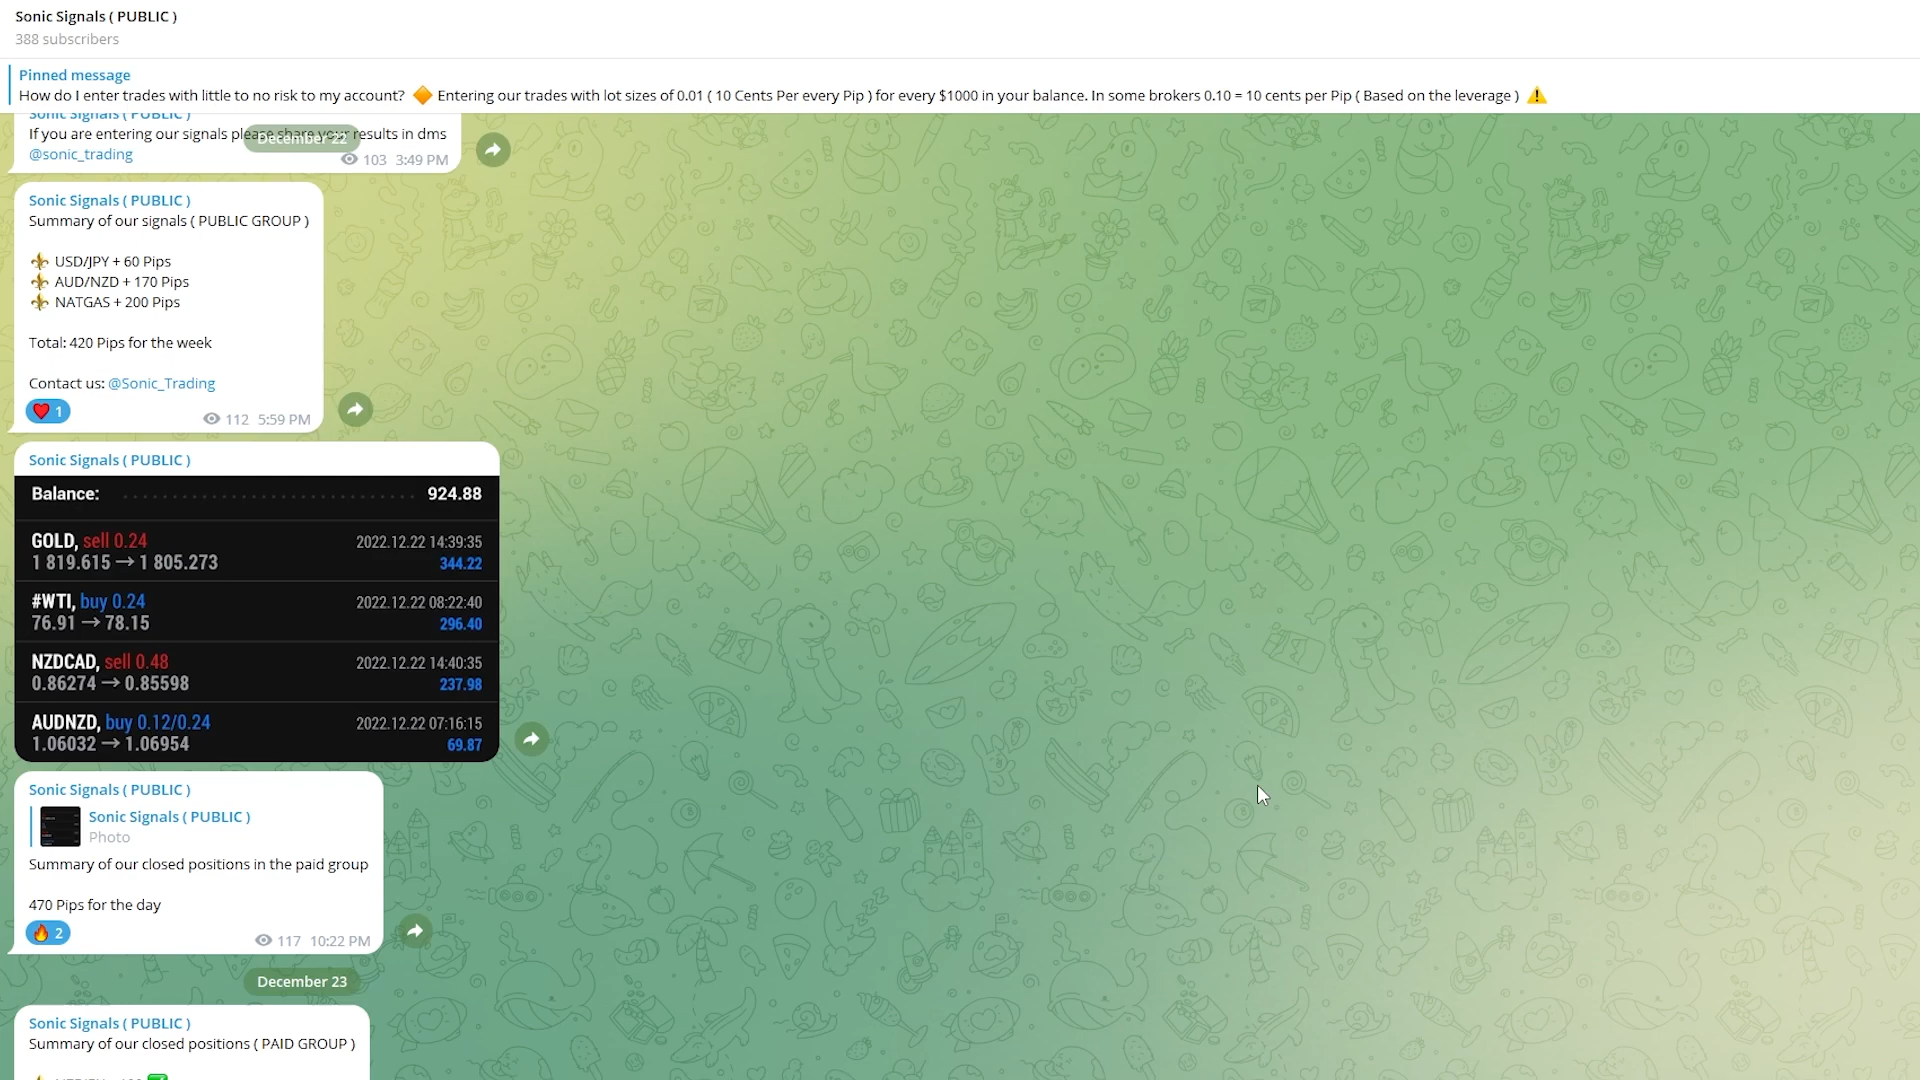 Sonic Signals ( PUBLIC )
388 subscribers
Pinned message
How do I enter trades with little to no risk to my account? 🔶 Entering our trades with lot sizes of 0.01 ( 10 Cents Per every Pip ) for every $1000 in your balance. In some brokers 0.10 = 10 cents per Pip ( Based on the leverage ) ⚠️
Sonic Signals ( PUBLIC )
If you are entering our signals please share your results in dms
December 22
@sonic_trading
103 3:49 PM
Sonic Signals ( PUBLIC )
Summary of our signals ( PUBLIC GROUP )
⚜️ USD/JPY + 60 Pips
⚜️ AUD/NZD + 170 Pips
⚜️ NATGAS + 200 Pips
Total: 420 Pips for the week
Contact us: @Sonic_Trading
❤️ 1
112 5:59 PM
Sonic Signals ( PUBLIC )
Balance: 924.88
GOLD, sell 0.24 2022.12.22 14:39:35
1 819.615 → 1 805.273 344.22
#WTI, buy 0.24 2022.12.22 08:22:40
76.91 → 78.15 296.40
NZDCAD, sell 0.48 2022.12.22 14:40:35
0.86274 → 0.85598 237.98
AUDNZD, buy 0.12/0.24 2022.12.22 07:16:15
1.06032 → 1.06954 69.87
Sonic Signals ( PUBLIC )
Sonic Signals ( PUBLIC )
Photo
Summary of our closed positions in the paid group
470 Pips for the day
🔥 2
117 10:22 PM
December 23
Sonic Signals ( PUBLIC )
Summary of our closed positions ( PAID GROUP )